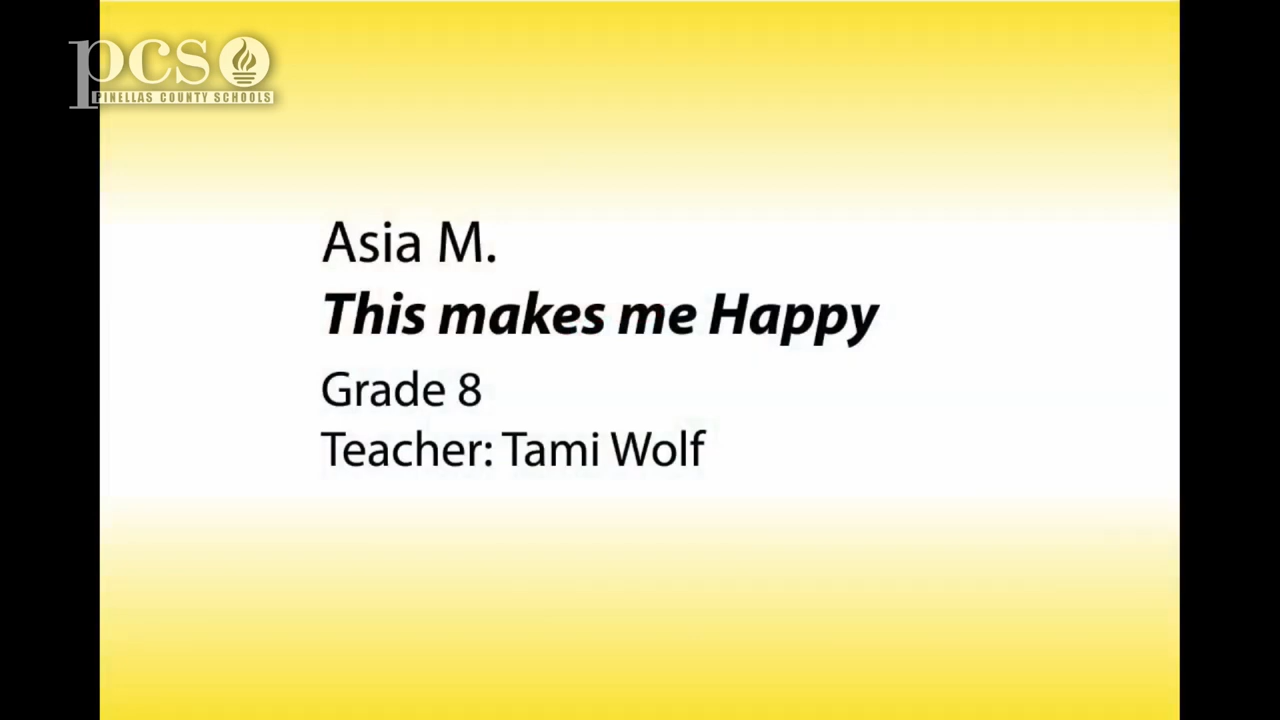 pcs
PINELLAS COUNTY SCHOOLS
Asia M.
This makes me Happy
Grade 8
Teacher: Tami Wolf